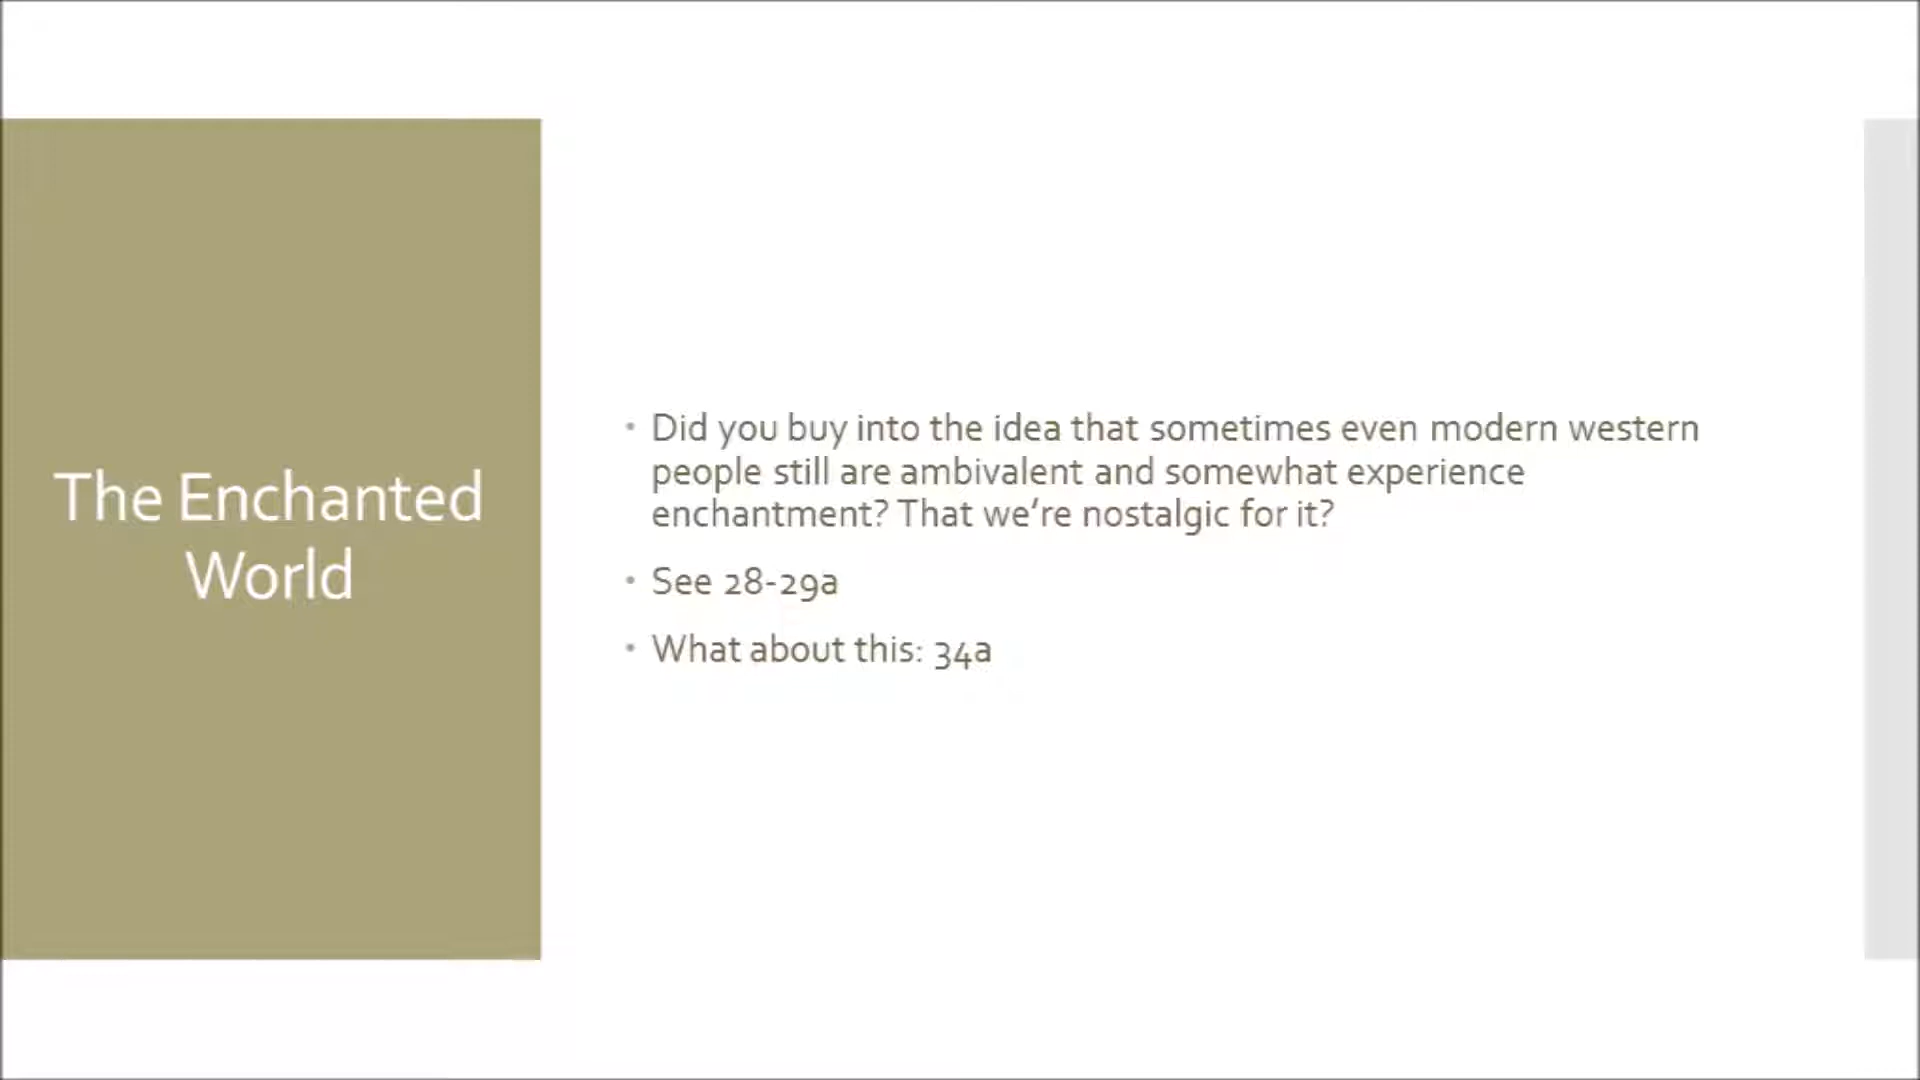 The Enchanted
World
• Did you buy into the idea that sometimes even modern western
people still are ambivalent and somewhat experience
enchantment? That we’re nostalgic for it?
• See 28-29a
• What about this: 34a